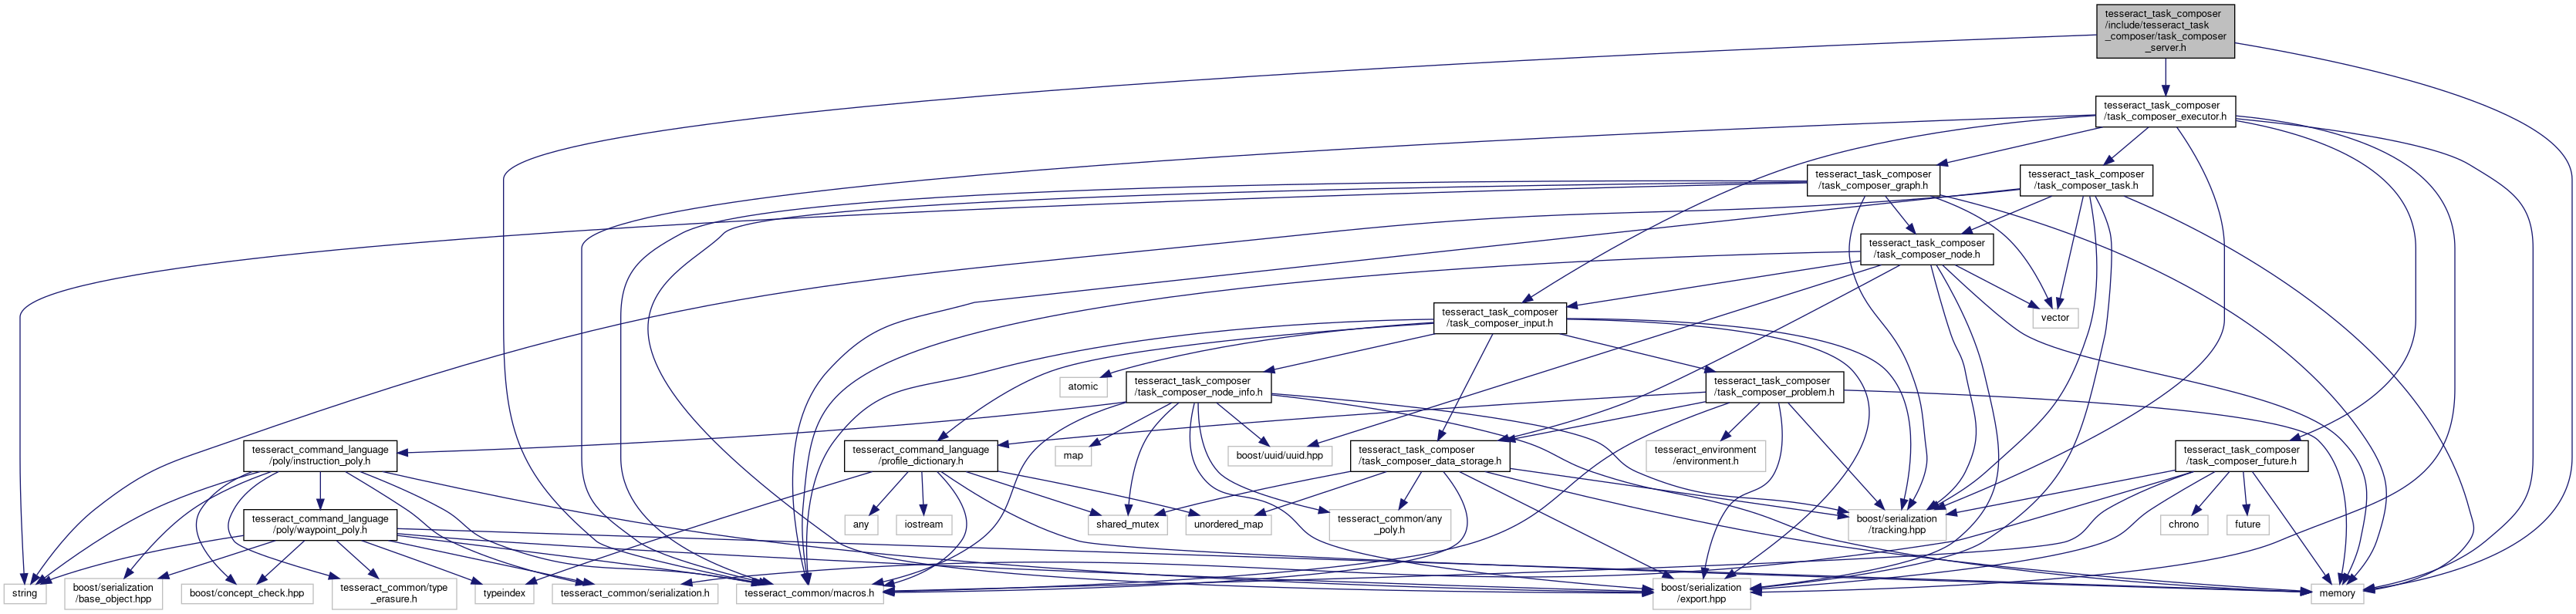 tesseract_task_composer
/include/tesseract_task
_composer/task_composer
_server.h
tesseract_task_composer
/task_composer_executor.h
tesseract_task_composer
/task_composer_graph.h
tesseract_task_composer
/task_composer_task.h
tesseract_task_composer
/task_composer_node.h
tesseract_task_composer
/task_composer_input.h
vector
atomic
tesseract_task_composer
/task_composer_node_info.h
tesseract_task_composer
/task_composer_problem.h
tesseract_command_language
/poly/instruction_poly.h
tesseract_command_language
/profile_dictionary.h
map
boost/uuid/uuid.hpp
tesseract_task_composer
/task_composer_data_storage.h
tesseract_environment
/environment.h
tesseract_task_composer
/task_composer_future.h
tesseract_command_language
/poly/waypoint_poly.h
any
iostream
shared_mutex
unordered_map
tesseract_common/any
_poly.h
boost/serialization
/tracking.hpp
chrono
future
string
boost/serialization
/base_object.hpp
boost/concept_check.hpp
tesseract_common/type
_erasure.h
typeindex
tesseract_common/serialization.h
tesseract_common/macros.h
boost/serialization
/export.hpp
memory